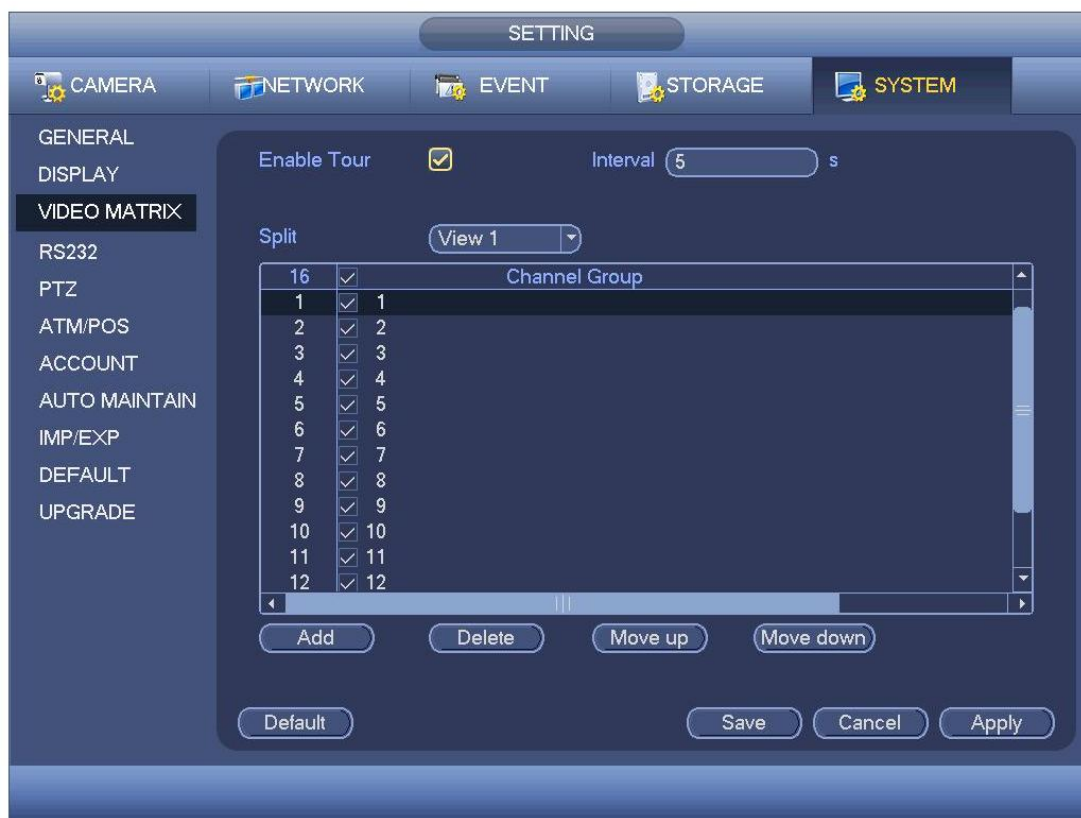 SETTING
CAMERA NETWORK EVENT STORAGE SYSTEM
GENERAL
DISPLAY
VIDEO MATRIX
RS232
PTZ
ATM/POS
ACCOUNT
AUTO MAINTAIN
IMP/EXP
DEFAULT
UPGRADE
Enable Tour Interval 5 s
Split View 1
16 Channel Group
1 1
2 2
3 3
4 4
5 5
6 6
7 7
8 8
9 9
10 10
11 11
12 12
Add Delete Move up Move down
Default Save Cancel Apply